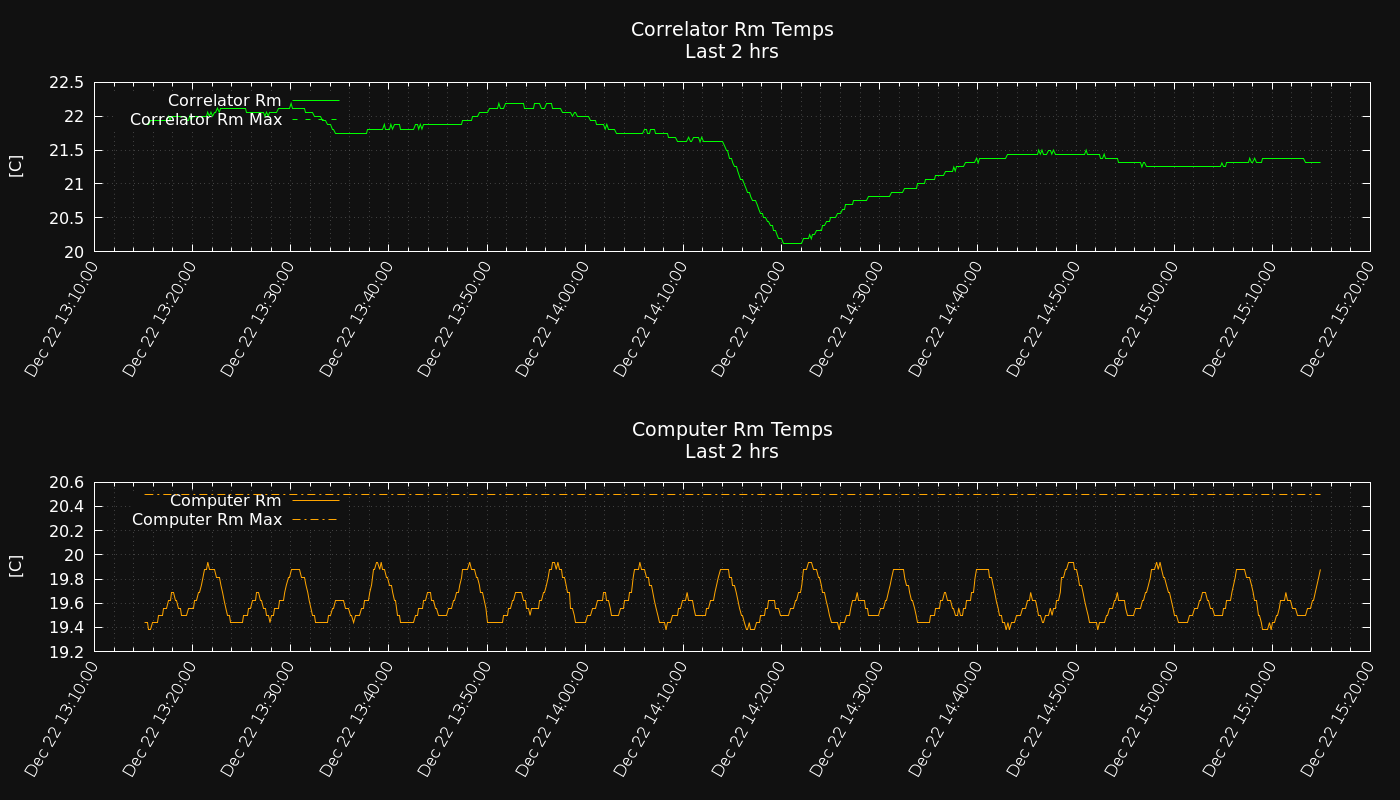 Correlator Rm Temps
Last 2 hrs
22.5
22
21.5
21
20.5
20
[C]
Correlator Rm
Correlator Rm Max
Dec 22 13:10:00
Dec 22 13:20:00
Dec 22 13:30:00
Dec 22 13:40:00
Dec 22 13:50:00
Dec 22 14:00:00
Dec 22 14:10:00
Dec 22 14:20:00
Dec 22 14:30:00
Dec 22 14:40:00
Dec 22 14:50:00
Dec 22 15:00:00
Dec 22 15:10:00
Dec 22 15:20:00
Computer Rm Temps
Last 2 hrs
20.6
20.4
20.2
20
19.8
19.6
19.4
19.2
[C]
Computer Rm
Computer Rm Max
Dec 22 13:10:00
Dec 22 13:20:00
Dec 22 13:30:00
Dec 22 13:40:00
Dec 22 13:50:00
Dec 22 14:00:00
Dec 22 14:10:00
Dec 22 14:20:00
Dec 22 14:30:00
Dec 22 14:40:00
Dec 22 14:50:00
Dec 22 15:00:00
Dec 22 15:10:00
Dec 22 15:20:00